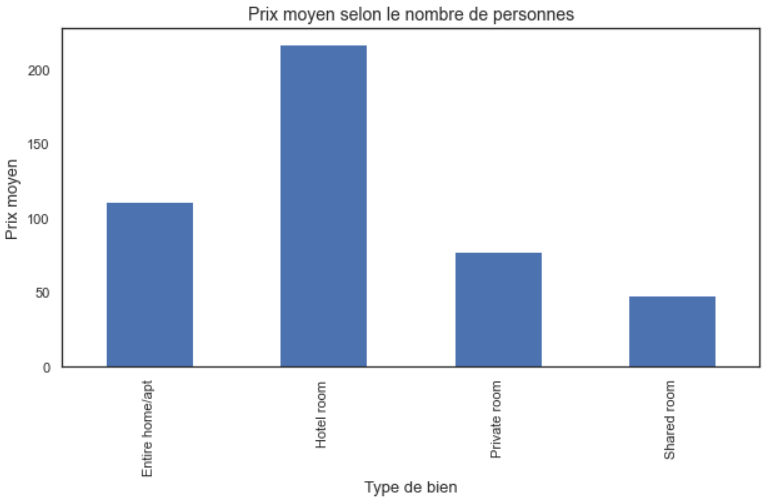 Prix moyen selon le nombre de personnes
200
150
100
50
0
Prix moyen
Entire home/apt
Hotel room
Private room
Shared room
Type de bien